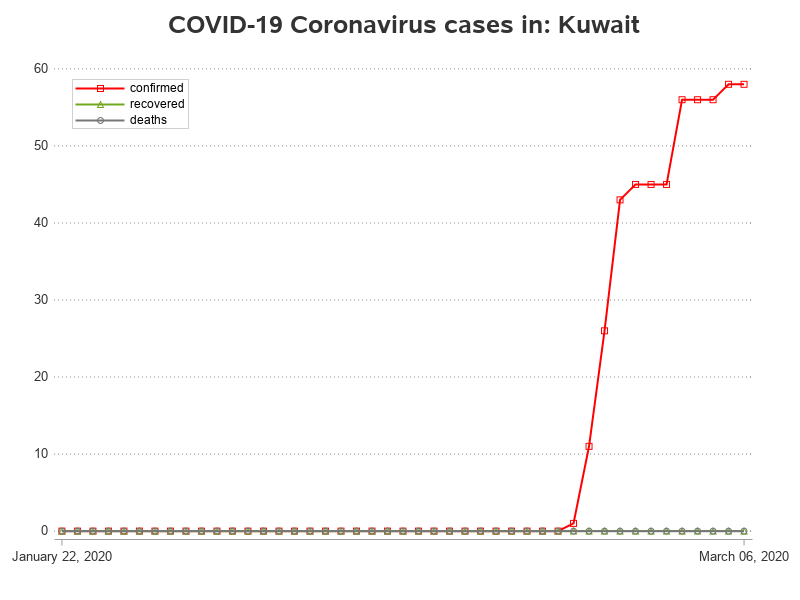 COVID-19 Coronavirus cases in: Kuwait
60
confirmed
recovered
deaths
50
40
30
20
10
0
January 22, 2020
March 06, 2020